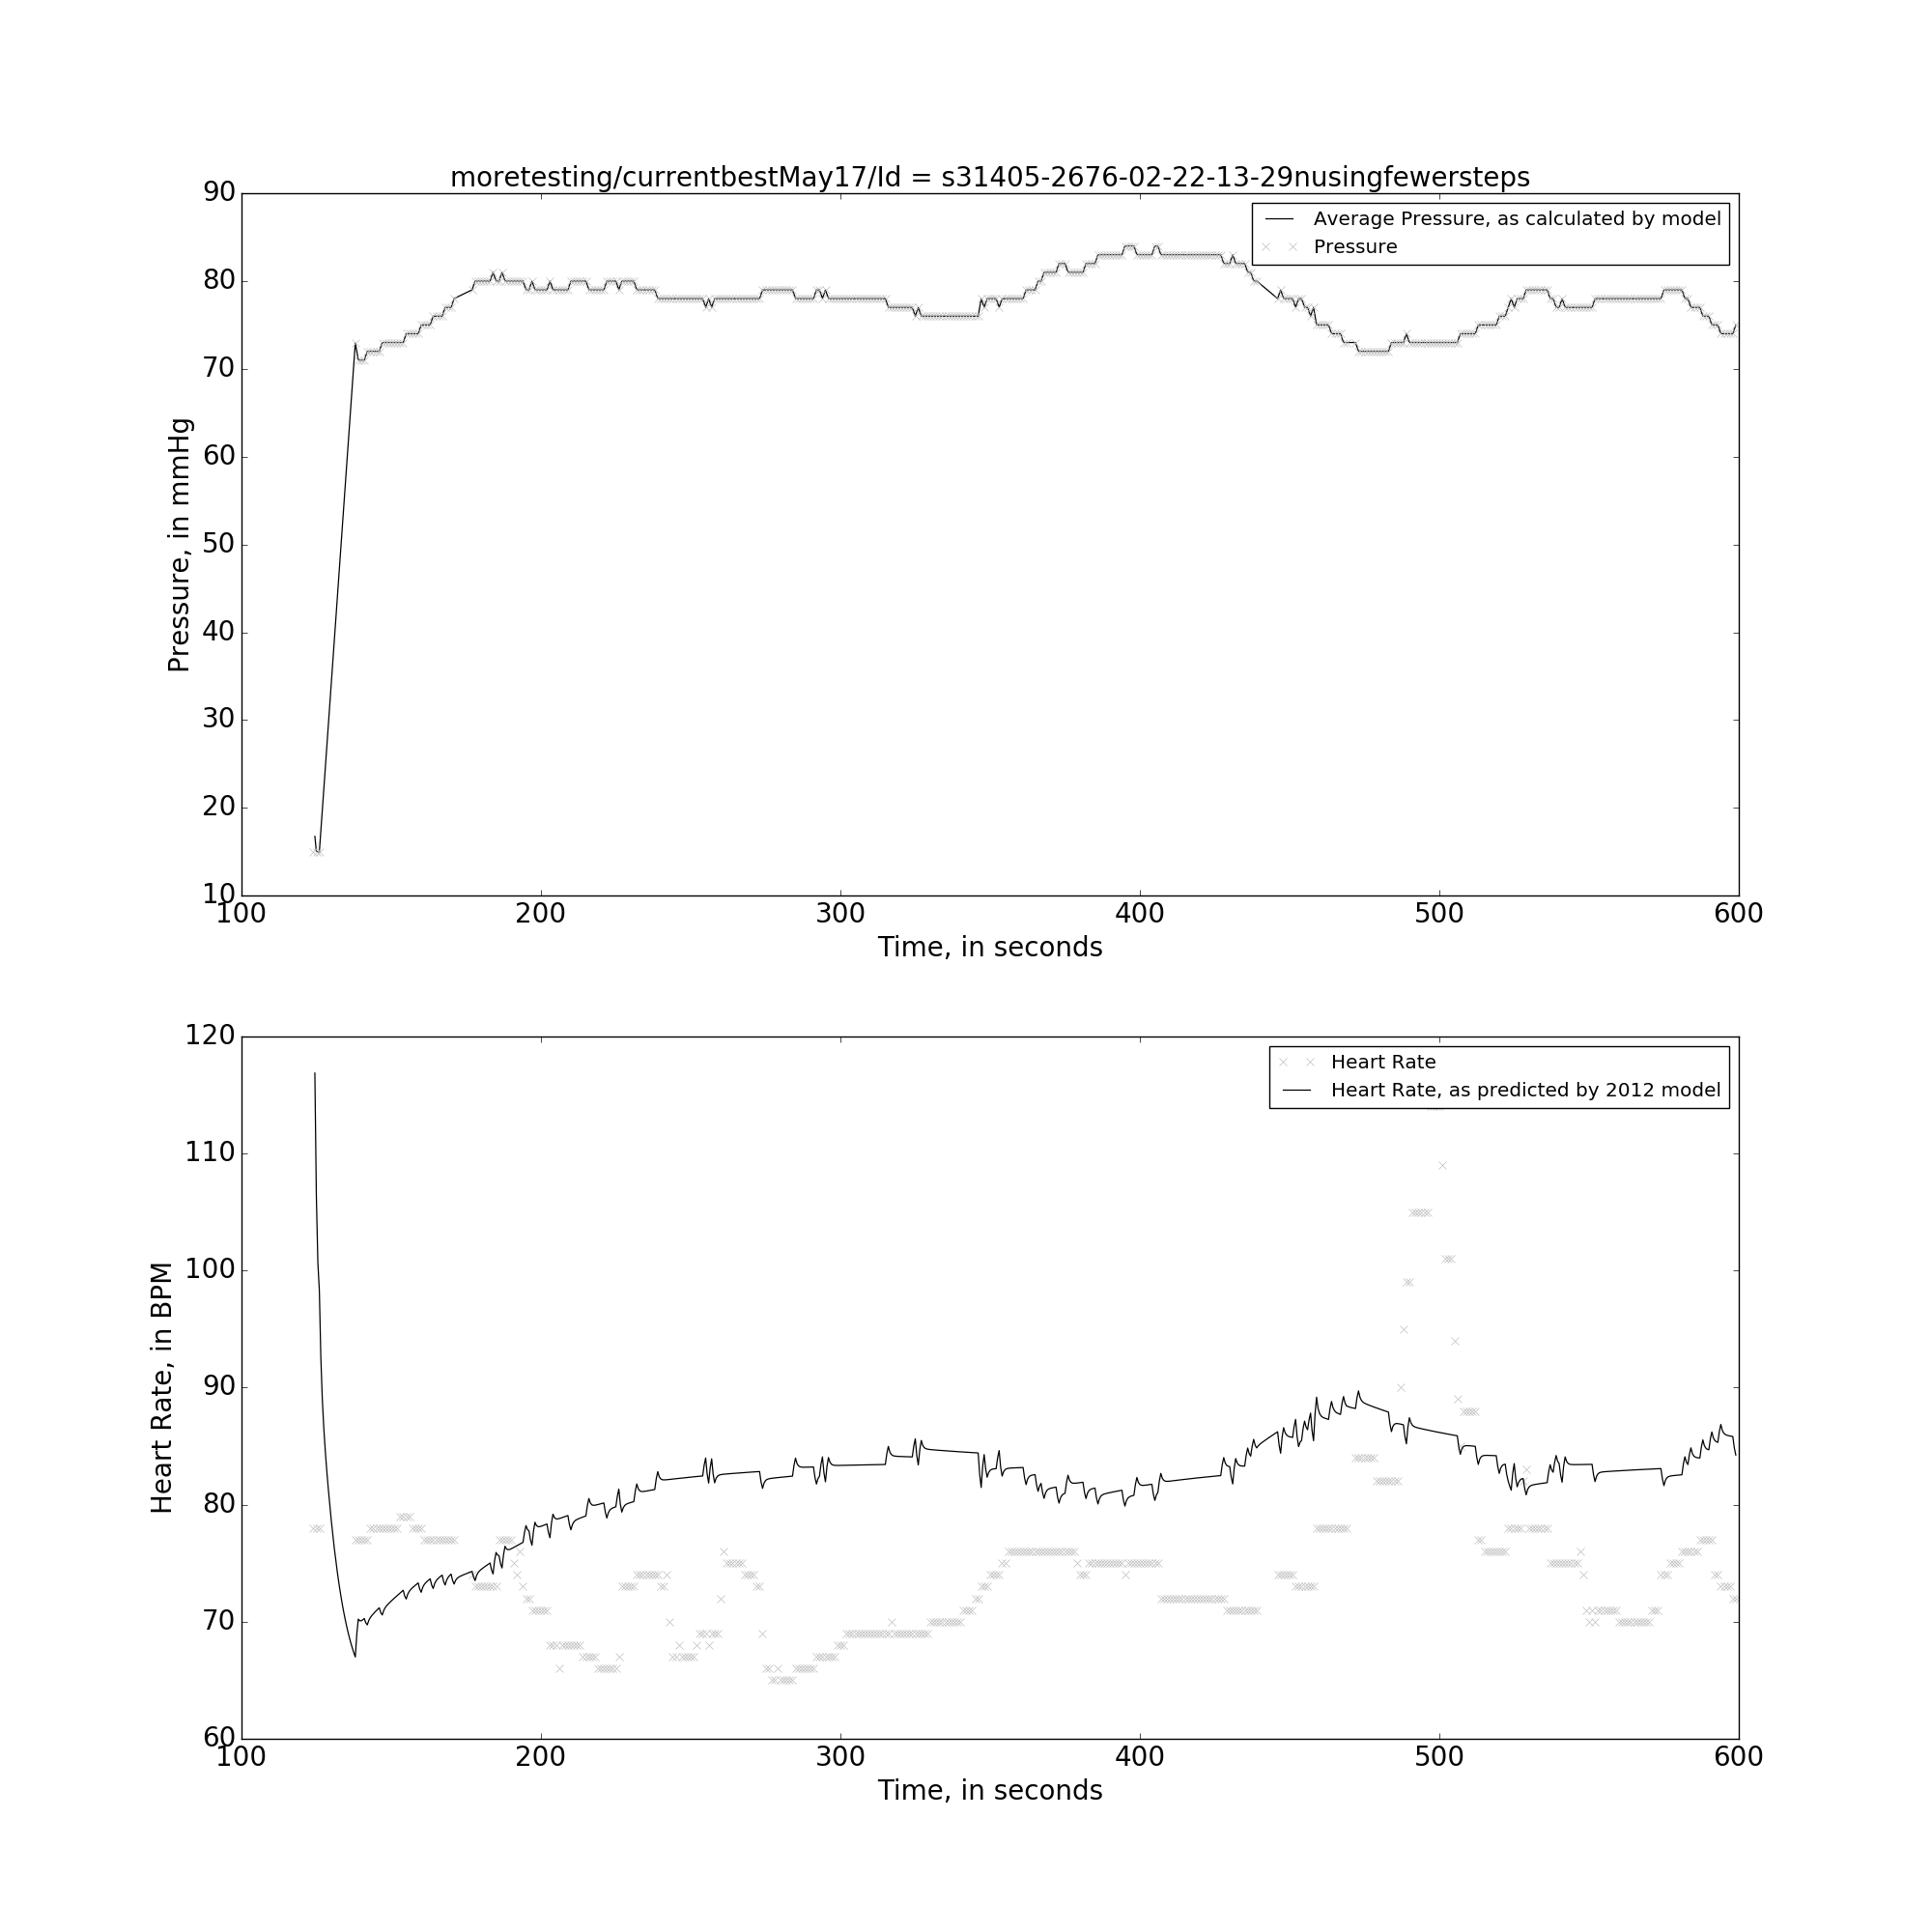 moretesting/currentbestMay17/Id = s31405-2676-02-22-13-29nusingfewersteps
90
80
70
60
50
40
30
20
10
Pressure, in mmHg
Average Pressure, as calculated by model
Pressure
100 200 300 400 500 600
Time, in seconds
120
110
100
90
80
70
60
Heart Rate, in BPM
Heart Rate
Heart Rate, as predicted by 2012 model
100 200 300 400 500 600
Time, in seconds